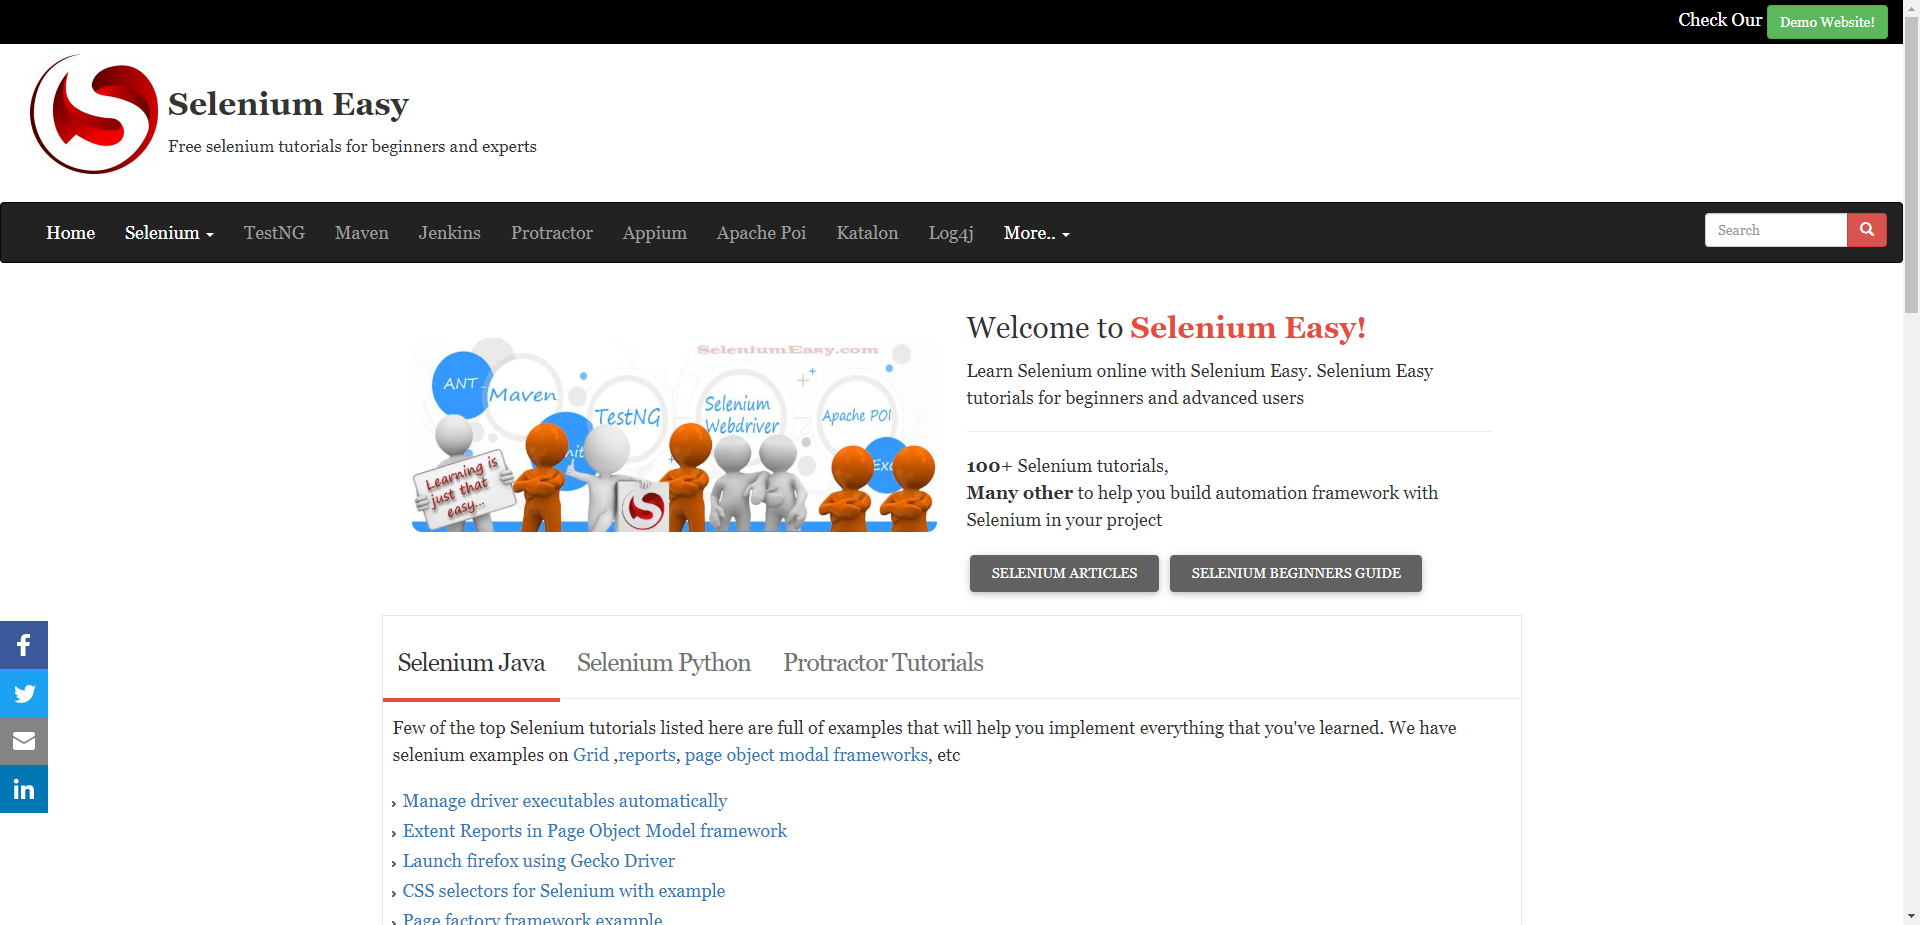 Check Our Demo Website!
Selenium Easy
Free selenium tutorials for beginners and experts
Home Selenium TestNG Maven Jenkins Protractor Appium Apache Poi Katalon Log4j More.. Search
SeleniumEasy.com
ANT
Maven
TestNG
Selenium
Webdriver
Apache POI
Learning is
just that
easy...
Welcome to Selenium Easy!
Learn Selenium online with Selenium Easy. Selenium Easy
tutorials for beginners and advanced users
100+ Selenium tutorials,
Many other to help you build automation framework with
Selenium in your project
SELENIUM ARTICLES SELENIUM BEGINNERS GUIDE
Selenium Java Selenium Python Protractor Tutorials
Few of the top Selenium tutorials listed here are full of examples that will help you implement everything that you've learned. We have
selenium examples on Grid ,reports, page object modal frameworks, etc
Manage driver executables automatically
Extent Reports in Page Object Model framework
Launch firefox using Gecko Driver
CSS selectors for Selenium with example
Page factory framework example